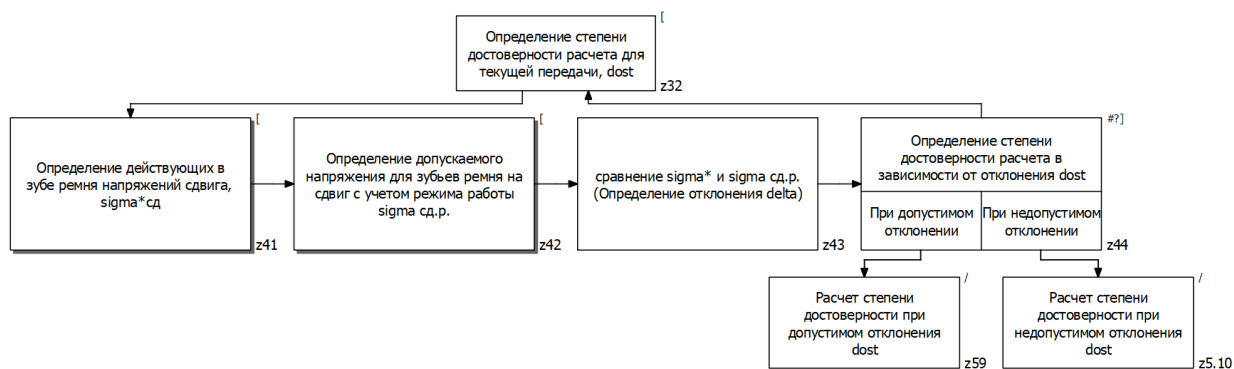 [
Определение степени
достоверности расчета для
текущей передачи, dost
z32
[
Определение действующих в
зубе ремня напряжений сдвига,
sigma*сд
z41
[
Определение допускаемого
напряжения для зубьев ремня на
сдвиг с учетом режима работы
sigma сд.р.
z42
сравнение sigma* и sigma сд.р.
(Определение отклонения delta)
z43
#?]
Определение степени
достоверности расчета в
зависимости от отклонения dost
При допустимом
отклонении
При недопустимом
отклонении
z44
/
Расчет степени
достоверности при
допустимом отклонения
dost
z59
/
Расчет степени
достоверности при
недопустимом отклонения
dost
z5.10